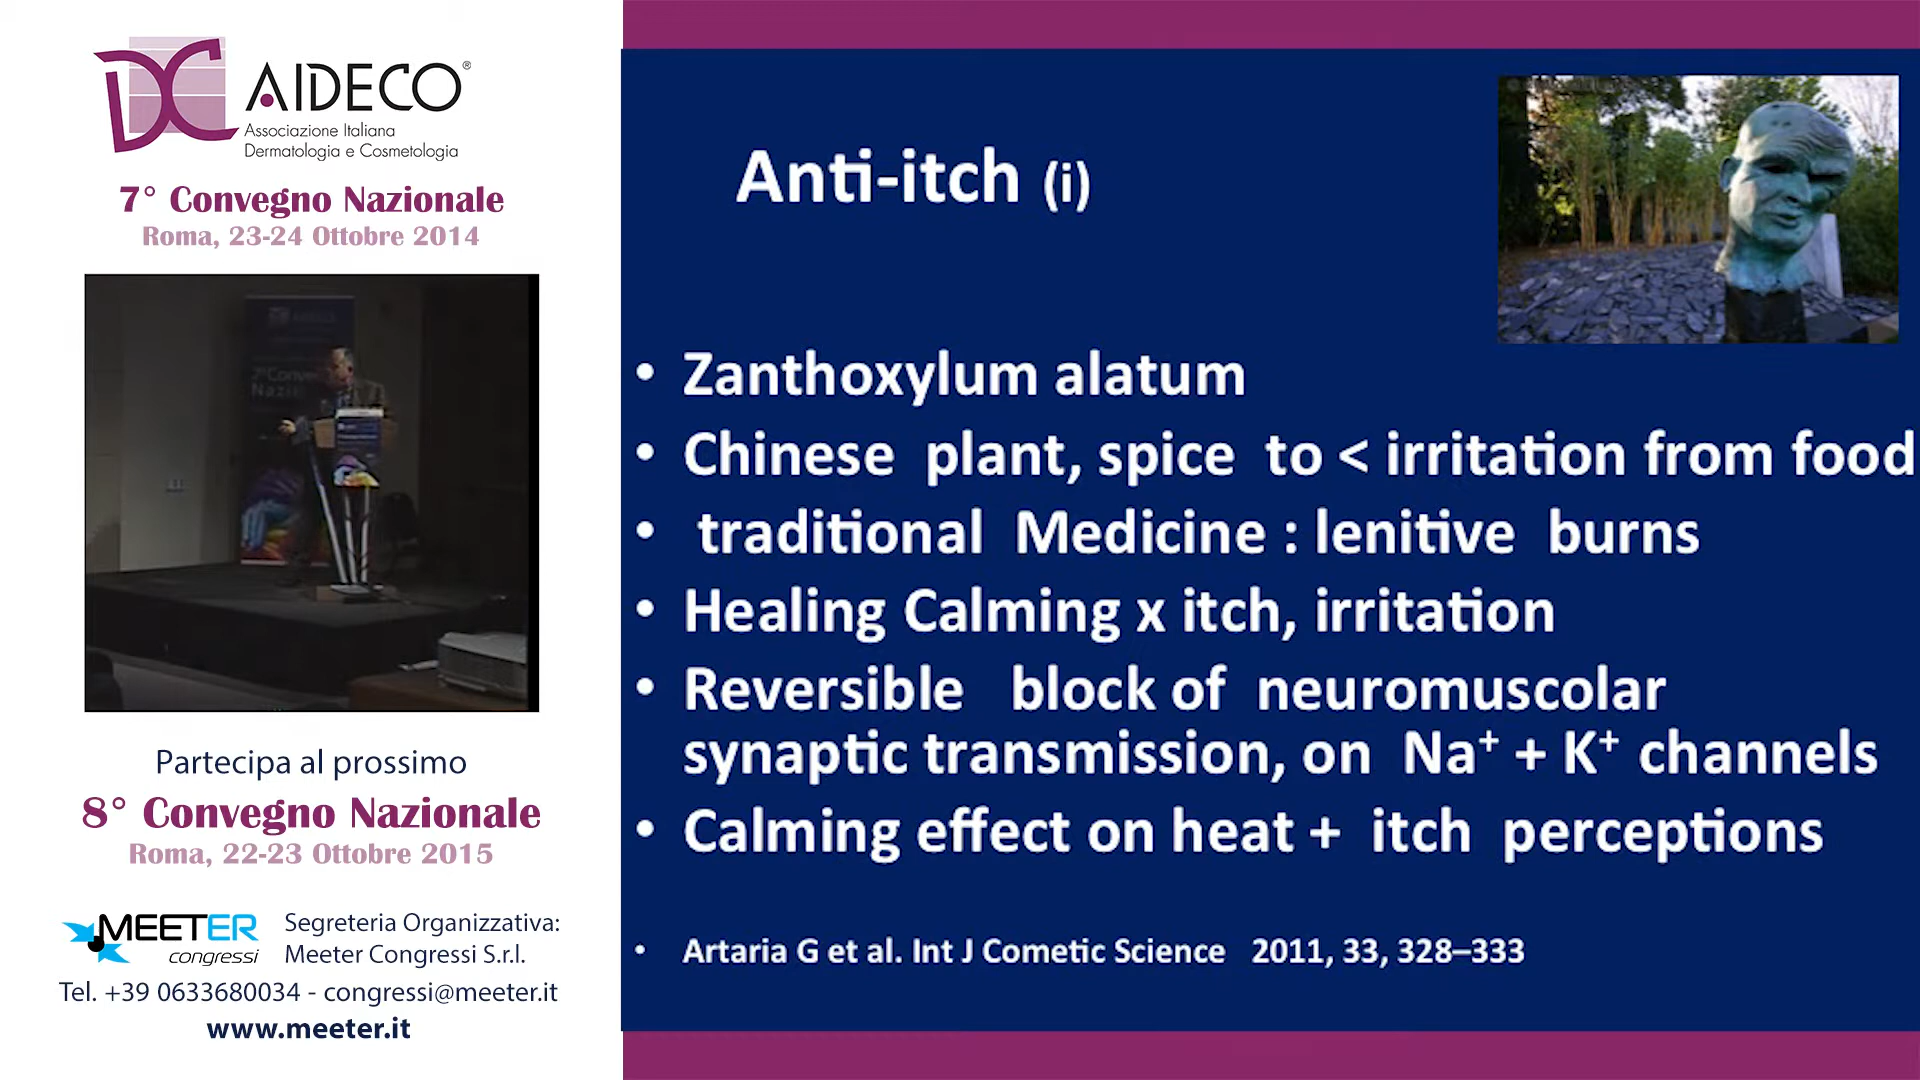 DC AIDECO®
Associazione Italiana
Dermatologia e Cosmetologia
7° Convegno Nazionale
Roma, 23-24 Ottobre 2014
Partecipa al prossimo
8° Convegno Nazionale
Roma, 22-23 Ottobre 2015
MEETER
congressi
Segreteria Organizzativa:
Meeter Congressi S.r.l.
Tel. +39 0633680034 - congressi@meeter.it
www.meeter.it
Anti-itch (i)
• Zanthoxylum alatum
• Chinese plant, spice to < irritation from food
• traditional Medicine : lenitive burns
• Healing Calming x itch, irritation
• Reversible block of neuromuscolar
synaptic transmission, on Na⁺ + K⁺ channels
• Calming effect on heat + itch perceptions
• Artaria G et al. Int J Cometic Science 2011, 33, 328–333